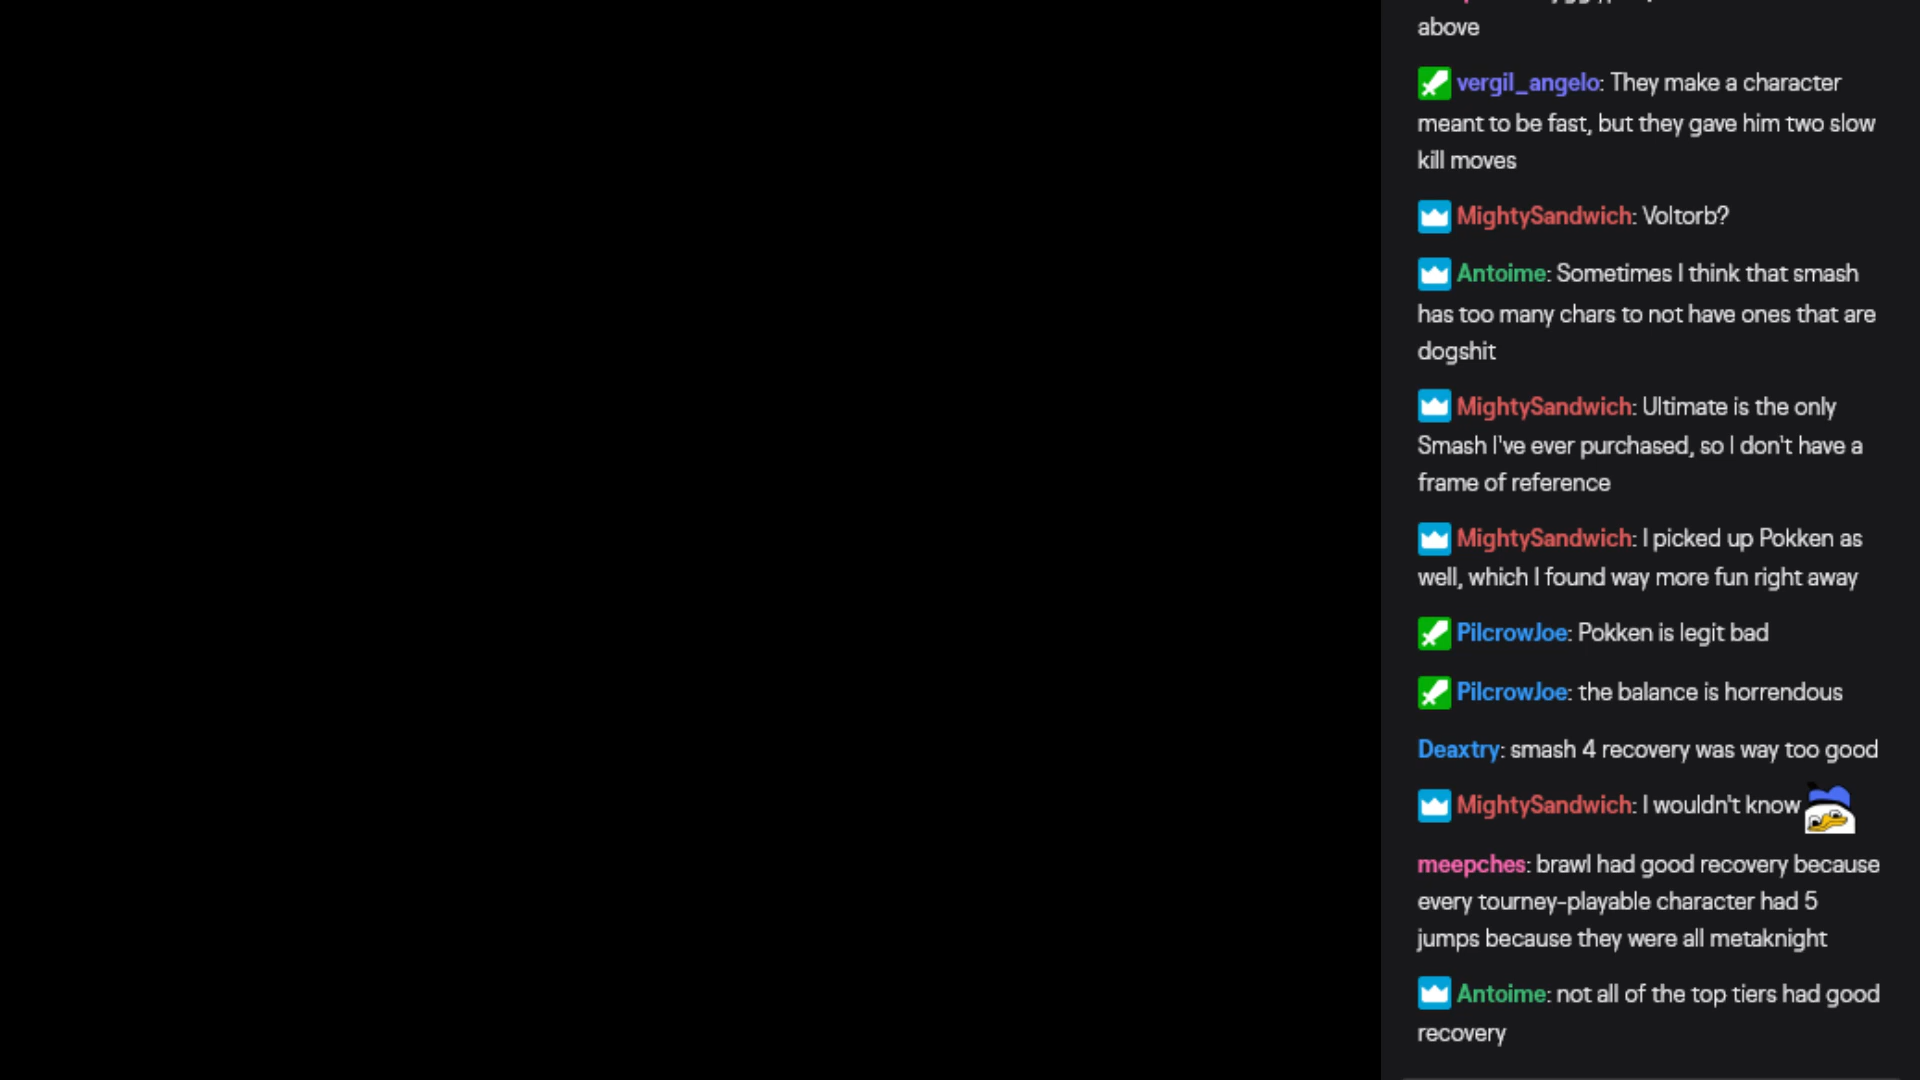 above
vergil_angelo: They make a character
meant to be fast, but they gave him two slow
kill moves
MightySandwich: Voltorb?
Antoime: Sometimes I think that smash
has too many chars to not have ones that are
dogshit
MightySandwich: Ultimate is the only
Smash I've ever purchased, so I don't have a
frame of reference
MightySandwich: I picked up Pokken as
well, which I found way more fun right away
PilcrowJoe: Pokken is legit bad
PilcrowJoe: the balance is horrendous
Deaxtry: smash 4 recovery was way too good
MightySandwich: I wouldn't know
meepches: brawl had good recovery because
every tourney-playable character had 5
jumps because they were all metaknight
Antoime: not all of the top tiers had good
recovery